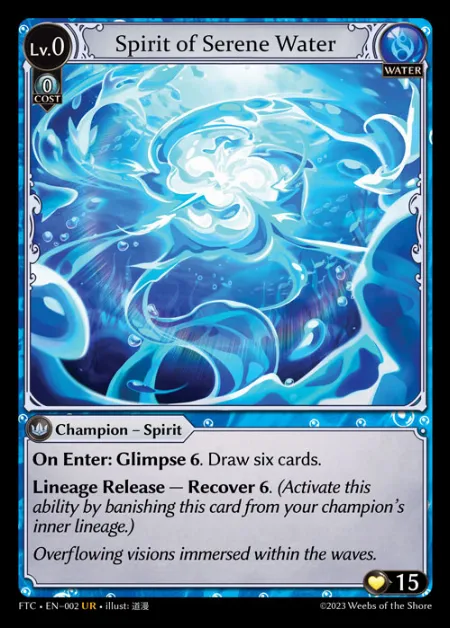 Lv.0
Spirit of Serene Water
WATER
0
COST
Champion – Spirit
On Enter: Glimpse 6. Draw six cards.
Lineage Release — Recover 6. (Activate this
ability by banishing this card from your champion's
inner lineage.)
Overflowing visions immersed within the waves.
15
FTC • EN-002 UR • illust: 道漫
©2023 Weebs of the Shore